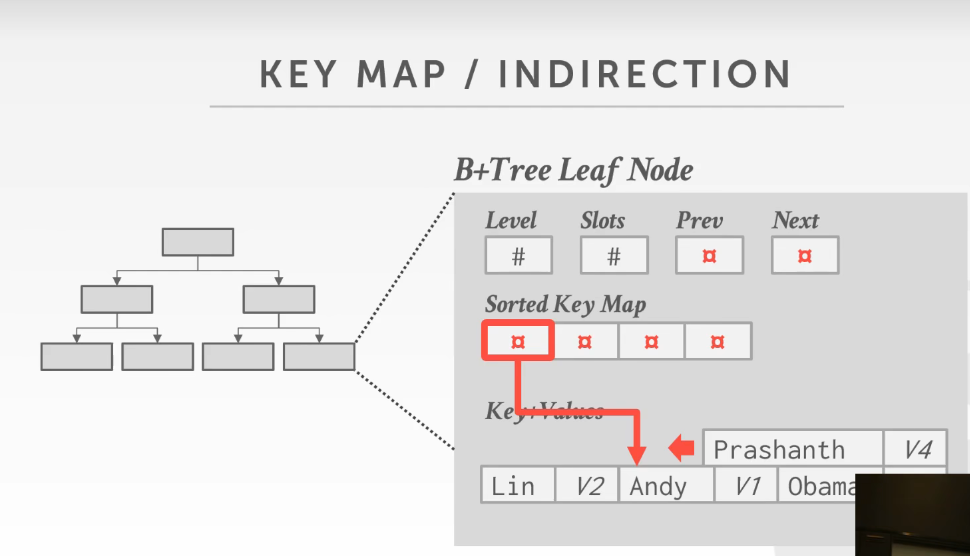 KEY MAP / INDIRECTION
B+Tree Leaf Node
Level Slots Prev Next
# # ¤ ¤
Sorted Key Map
¤ ¤ ¤ ¤
Key+Values
Prashanth V4
Lin V2 Andy V1 Obama